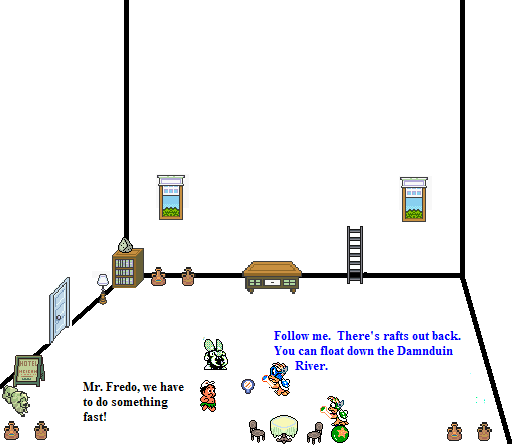 Follow me.  There's rafts out back.
You can float down the Damnduin
River.
HOTEL
Mr. Fredo, we have
to do something
fast!